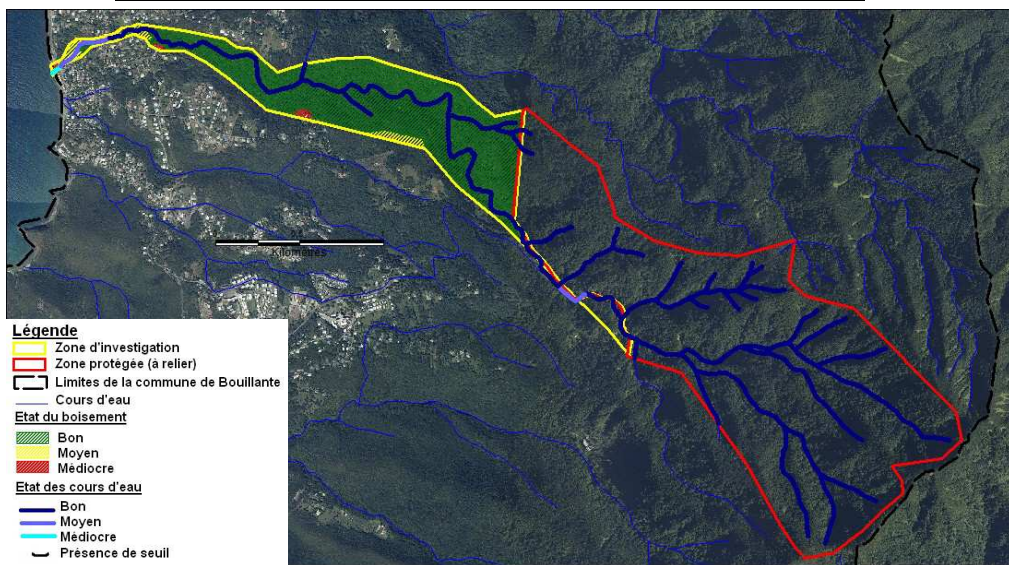 Kilomètres
Légende
Zone d'investigation
Zone protégée (à relier)
Limites de la commune de Bouillante
Cours d'eau
Etat du boisement
Bon
Moyen
Médiocre
Etat des cours d'eau
Bon
Moyen
Médiocre
Présence de seuil